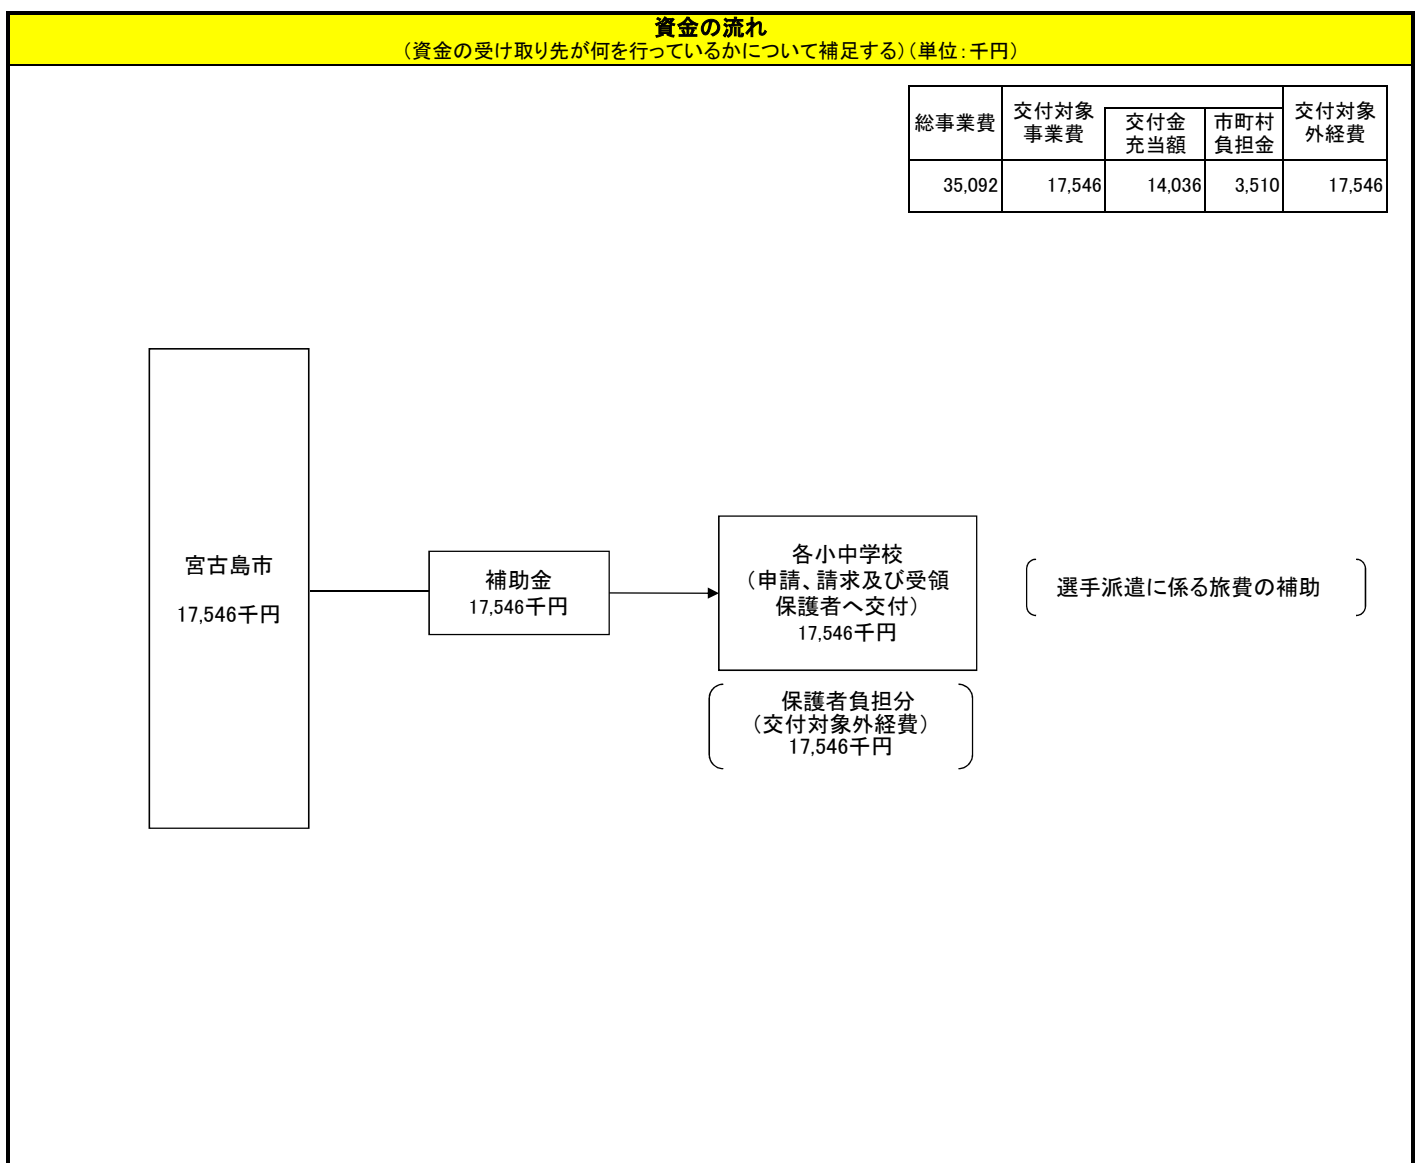 資金の流れ
（資金の受け取り先が何を行っているかについて補足する）（単位：千円）
総事業費
交付対象
事業費
交付金
充当額
市町村
負担金
交付対象
外経費
35,092
17,546
14,036
3,510
17,546
宮古島市
17,546千円
補助金
17,546千円
各小中学校
（申請、請求及び受領
保護者へ交付）
17,546千円
選手派遣に係る旅費の補助
保護者負担分
（交付対象外経費）
17,546千円